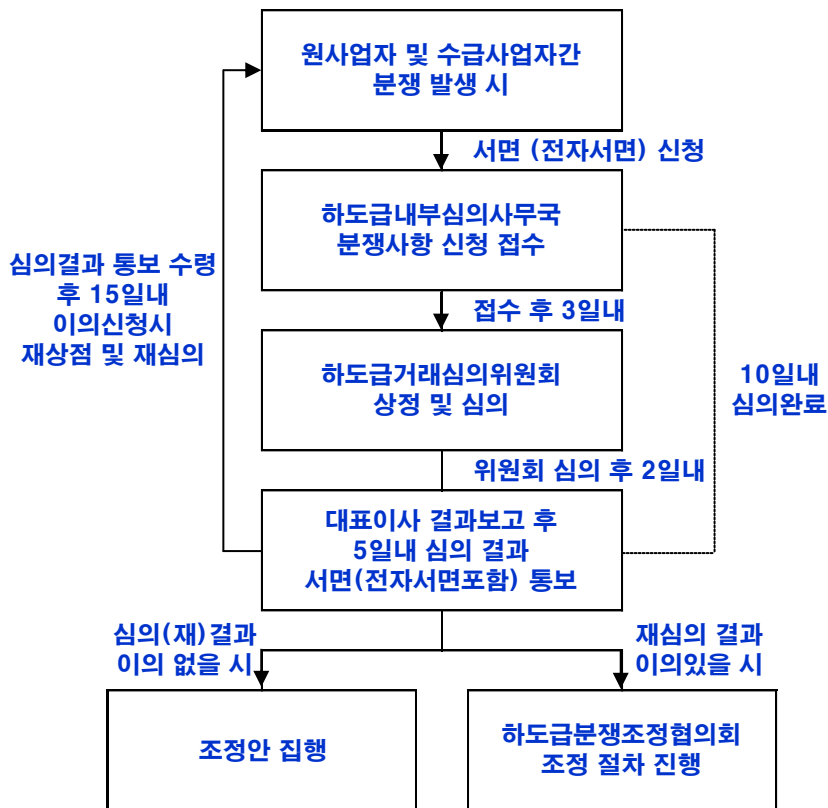 원사업자 및 수급사업자간
분쟁 발생 시
서면 (전자서면) 신청
하도급내부심의사무국
분쟁사항 신청 접수
심의결과 통보 수령
후 15일내
이의신청시
재상점 및 재심의
접수 후 3일내
하도급거래심의위원회
상정 및 심의
10일내
심의완료
위원회 심의 후 2일내
대표이사 결과보고 후
5일내 심의 결과
서면(전자서면포함) 통보
심의(재)결과
이의 없을 시
재심의 결과
이의있을 시
조정안 집행
하도급분쟁조정협의회
조정 절차 진행